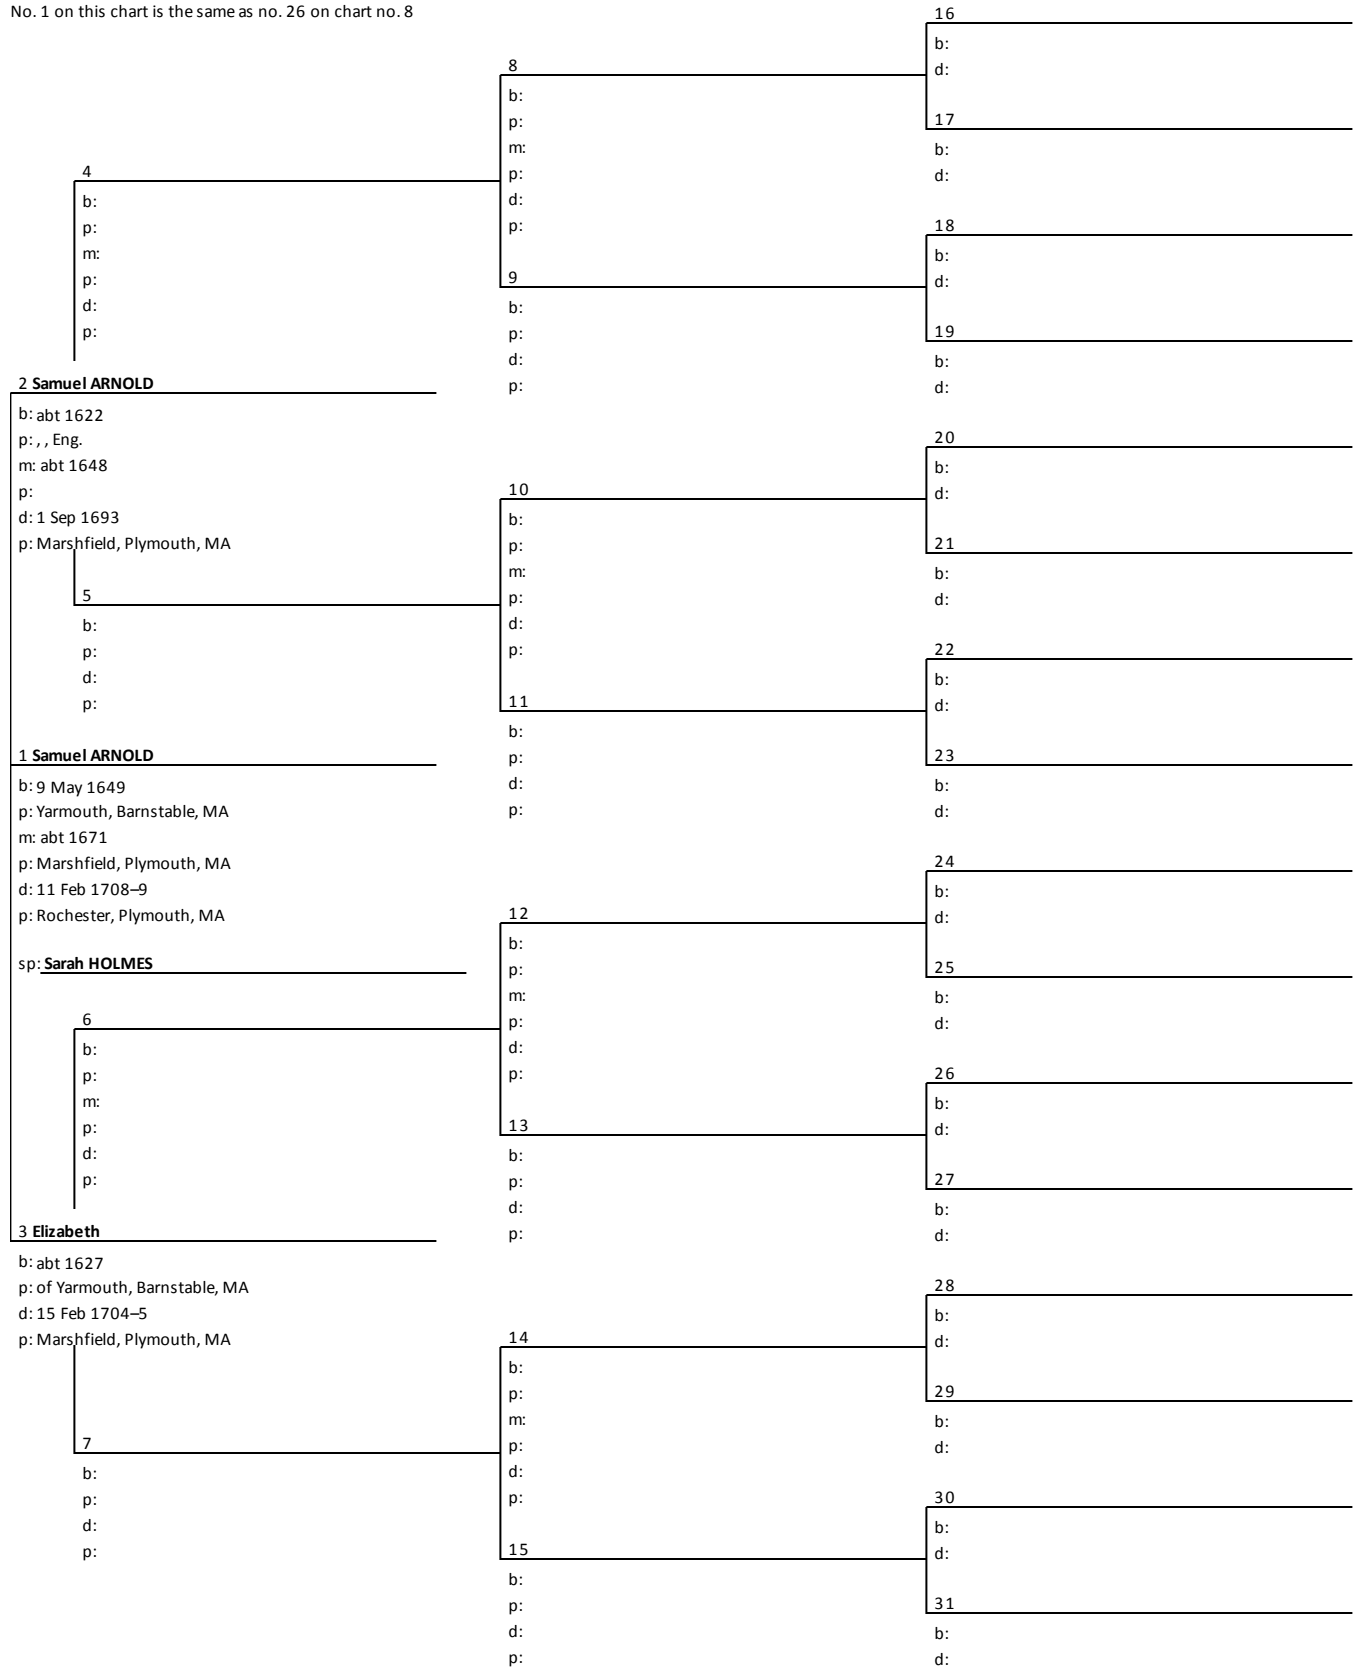 No. 1 on this chart is the same as no. 26 on chart no. 8
2 Samuel ARNOLD
b: abt 1622
p: , , Eng.
m: abt 1648
p:
d: 1 Sep 1693
p: Marshfield, Plymouth, MA
1 Samuel ARNOLD
b: 9 May 1649
p: Yarmouth, Barnstable, MA
m: abt 1671
p: Marshfield, Plymouth, MA
d: 11 Feb 1708–9
p: Rochester, Plymouth, MA
sp: Sarah HOLMES
3 Elizabeth
b: abt 1627
p: of Yarmouth, Barnstable, MA
d: 15 Feb 1704–5
p: Marshfield, Plymouth, MA
4
b:
p:
m:
p:
d:
p:
5
b:
p:
d:
p:
6
b:
p:
m:
p:
d:
p:
7
b:
p:
d:
p:
8
b:
p:
m:
p:
d:
p:
9
b:
p:
d:
p:
10
b:
p:
m:
p:
d:
p:
11
b:
p:
d:
p:
12
b:
p:
m:
p:
d:
p:
13
b:
p:
d:
p:
14
b:
p:
m:
p:
d:
p:
15
b:
p:
d:
p:
16
b:
d:
17
b:
d:
18
b:
d:
19
b:
d:
20
b:
d:
21
b:
d:
22
b:
d:
23
b:
d:
24
b:
d:
25
b:
d:
26
b:
d:
27
b:
d:
28
b:
d:
29
b:
d:
30
b:
d:
31
b:
d: